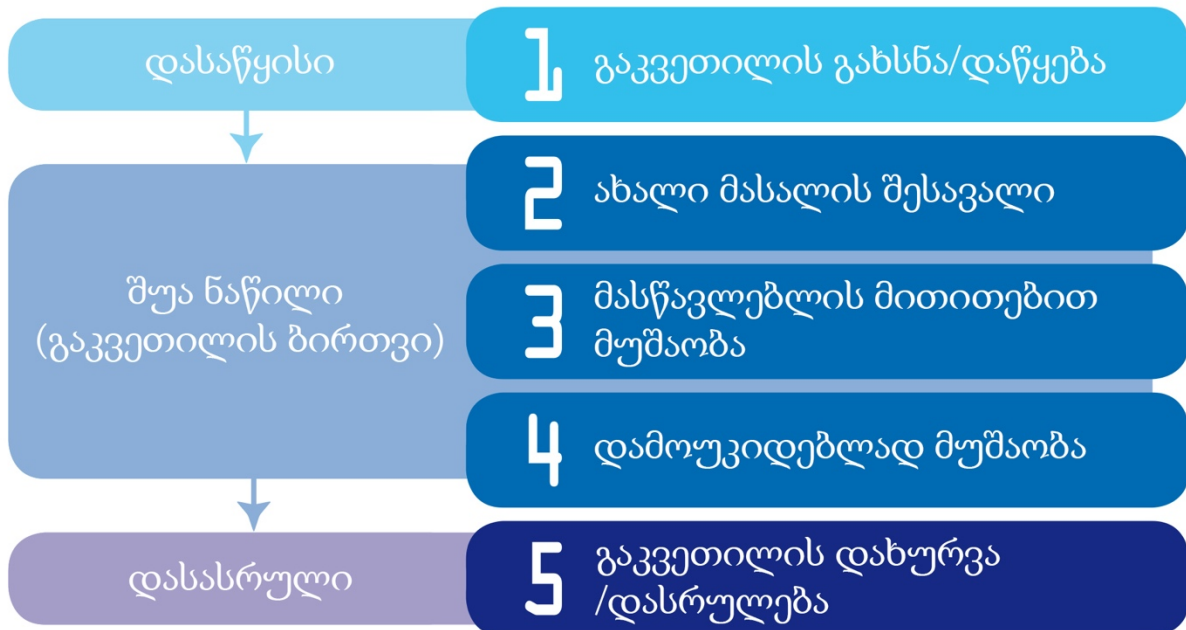 დასაწყისი
1 გაკვეთილის გახსნა/დაწყება
შუა ნაწილი
(გაკვეთილის ბირთვი)
2 ახალი მასალის შესავალი
3 მასწავლებლის მითითებით
მუშაობა
4 დამოუკიდებლად მუშაობა
დასასრული
5 გაკვეთილის დახურვა
/დასრულება